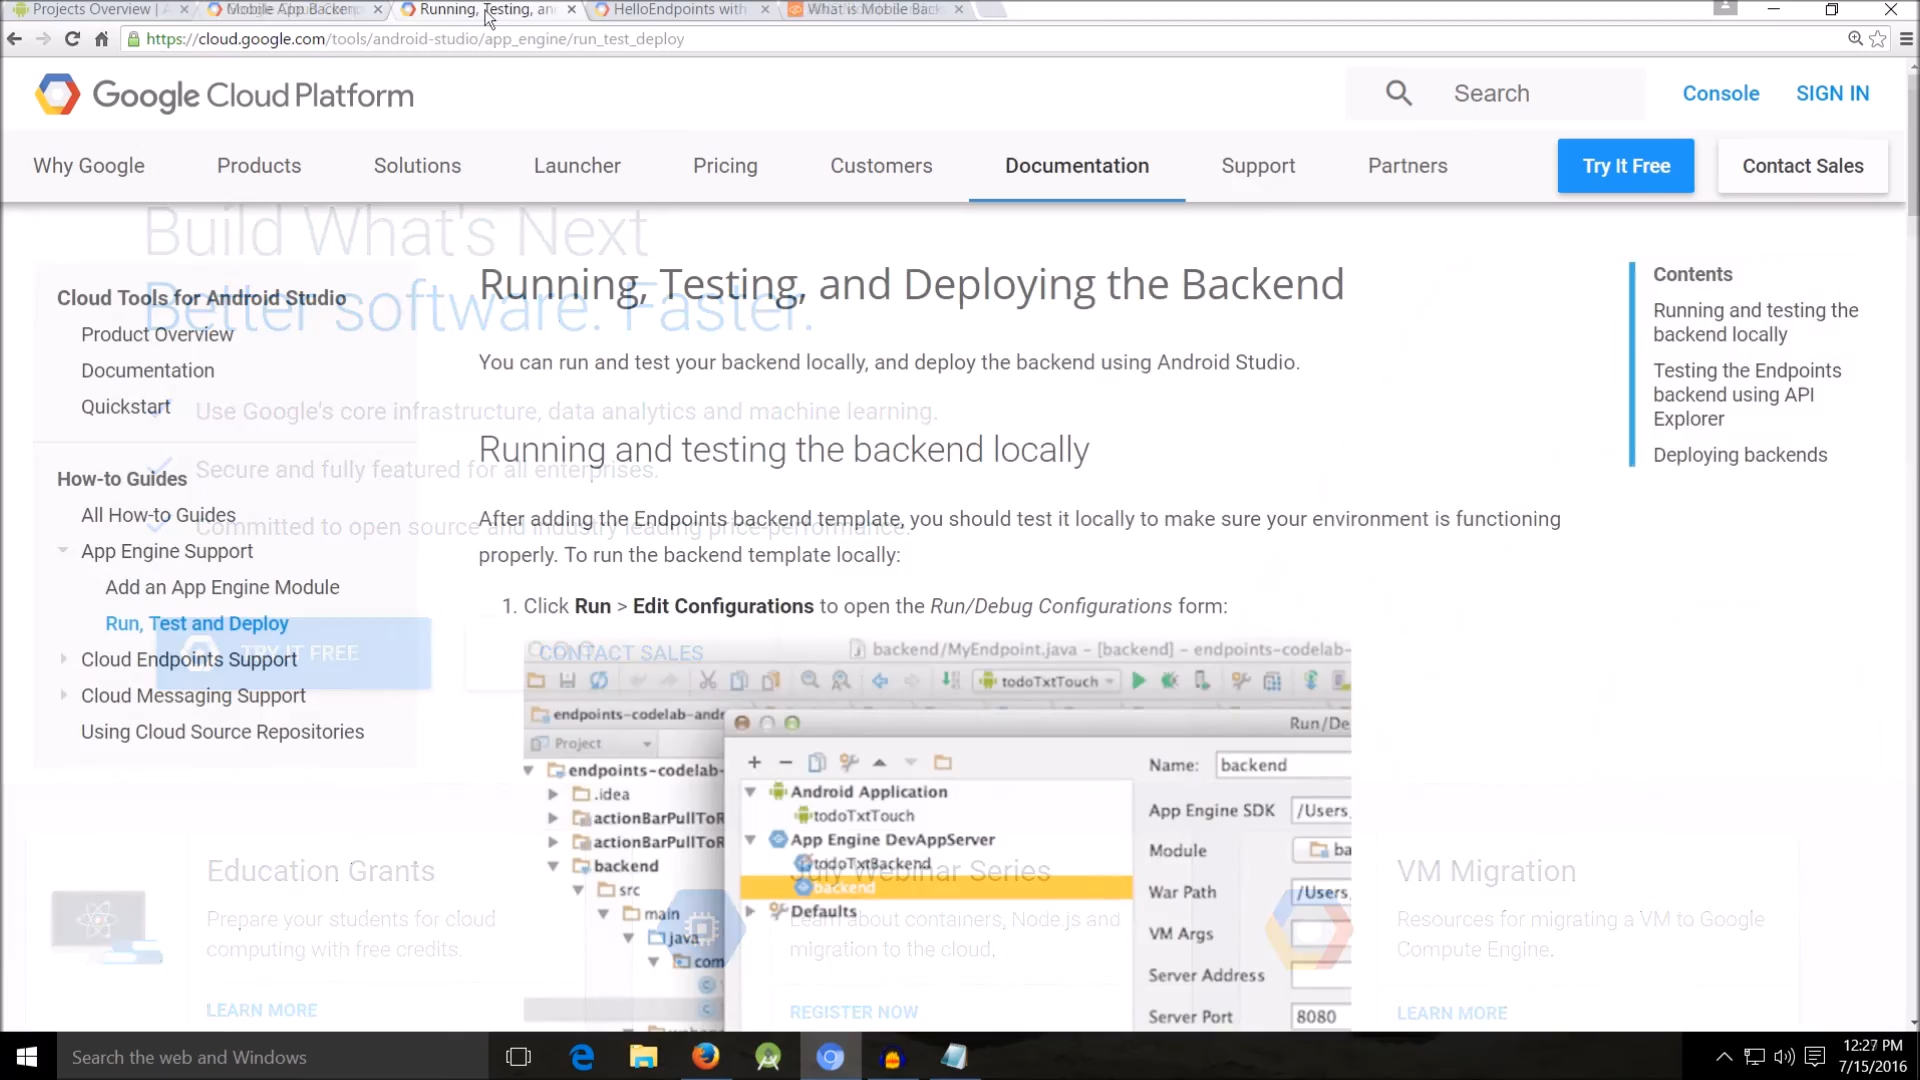 Projects Overview |
Mobile App Backen
Running, Testing, an
HelloEndpoints with
What is Mobile Back
https://cloud.google.com/tools/android-studio/app_engine/run_test_deploy
Google Cloud Platform
Search
Console
SIGN IN
Why Google
Products
Solutions
Launcher
Pricing
Customers
Documentation
Support
Partners
Try It Free
Contact Sales
Build What's Next
Better software. Faster.
Use Google's core infrastructure, data analytics and machine learning.
Secure and fully featured for all enterprises.
Committed to open source and industry leading price-performance.
TRY IT FREE
CONTACT SALES
Cloud Tools for Android Studio
Product Overview
Documentation
Quickstart
How-to Guides
All How-to Guides
App Engine Support
Add an App Engine Module
Run, Test and Deploy
Cloud Endpoints Support
Cloud Messaging Support
Using Cloud Source Repositories
Running, Testing, and Deploying the Backend
You can run and test your backend locally, and deploy the backend using Android Studio.
Running and testing the backend locally
After adding the Endpoints backend template, you should test it locally to make sure your environment is functioning
properly. To run the backend template locally:
1. Click Run > Edit Configurations to open the Run/Debug Configurations form:
Contents
Running and testing the
backend locally
Testing the Endpoints
backend using API
Explorer
Deploying backends
backend/MyEndpoint.java – [backend] – endpoints-codelab-
todoTxtTouch
endpoints-codelab-andr
Project
endpoints-codelab-
.idea
actionBarPullToR
actionBarPullToR
backend
src
main
java
com
Run/De
Android Application
todoTxtTouch
App Engine DevAppServer
todoTxtBackend
backend
Defaults
Name: backend
App Engine SDK /Users,
Module ba
War Path /Users,
VM Args
Server Address
Server Port 8080
Education Grants
Prepare your students for cloud
computing with free credits.
LEARN MORE
July Webinar Series
Learn about containers, Node.js and
migration to the cloud.
REGISTER NOW
VM Migration
Resources for migrating a VM to Google
Compute Engine.
LEARN MORE
Search the web and Windows
12:27 PM
7/15/2016